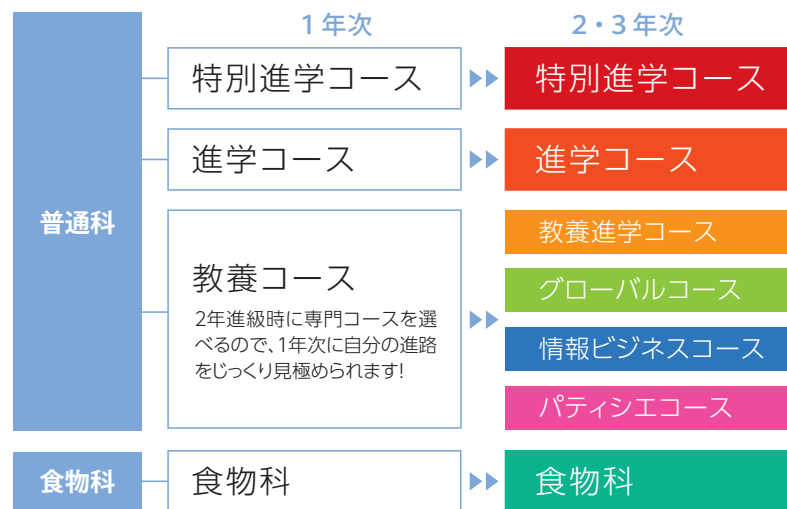 1年次
2・3年次
普通科
特別進学コース
特別進学コース
進学コース
進学コース
教養コース
2年進級時に専門コースを選
べるので、1年次に自分の進路
をじっくり見極められます!
教養進学コース
グローバルコース
情報ビジネスコース
パティシエコース
食物科
食物科
食物科